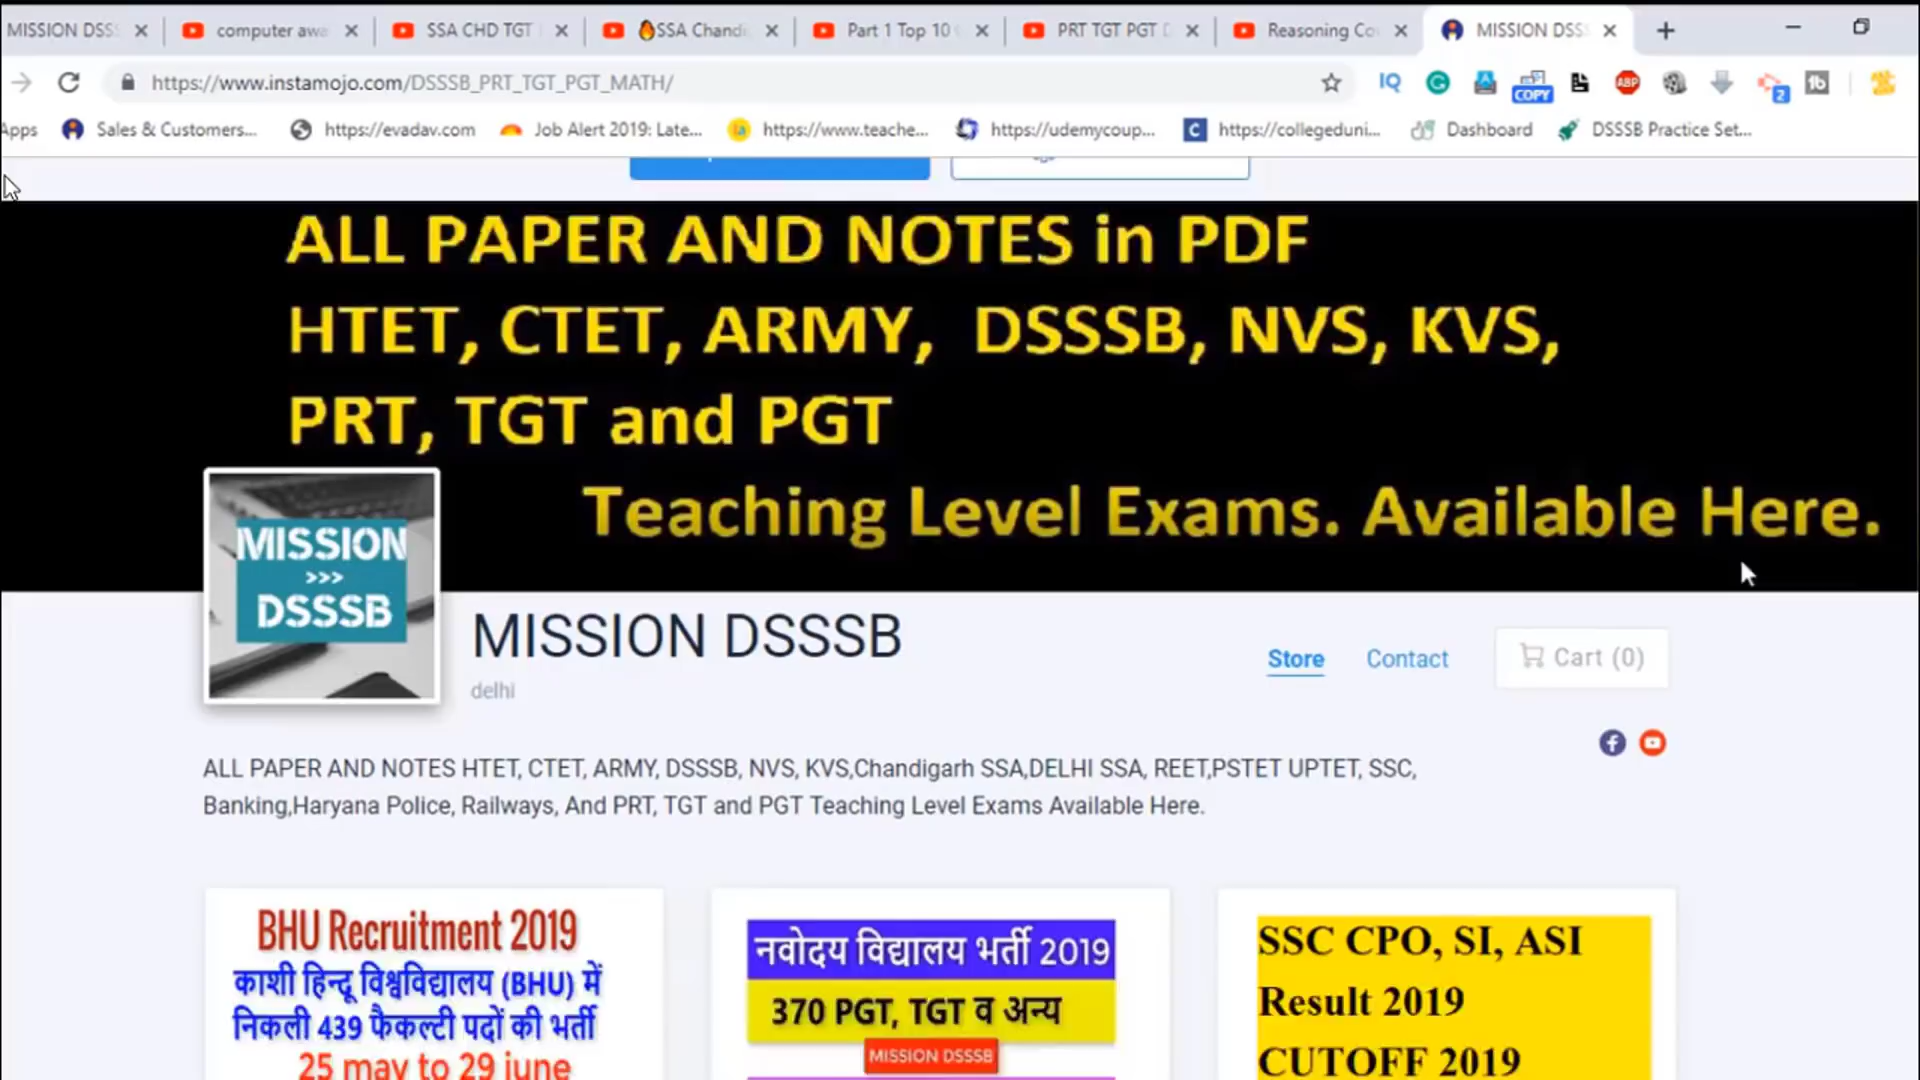 MISSION DSSS
computer awa
SSA CHD TGT
SSA Chandi
Part 1 Top 10
PRT TGT PGT D
Reasoning Co
MISSION DSSS
https://www.instamojo.com/DSSSB_PRT_TGT_PGT_MATH/
IQ
COPY
ABP
2
Apps
Sales & Customers...
https://evadav.com
Job Alert 2019: Late...
https://www.teache...
https://udemycoup...
C
https://collegeduni...
Dashboard
DSSSB Practice Set...
ALL PAPER AND NOTES in PDF
HTET, CTET, ARMY, DSSSB, NVS, KVS,
PRT, TGT and PGT
Teaching Level Exams. Available Here.
MISSION
>>>
DSSSB
MISSION DSSSB
delhi
Store
Contact
Cart (0)
ALL PAPER AND NOTES HTET, CTET, ARMY, DSSSB, NVS, KVS,Chandigarh SSA,DELHI SSA, REET,PSTET UPTET, SSC,
Banking,Haryana Police, Railways, And PRT, TGT and PGT Teaching Level Exams Available Here.
BHU Recruitment 2019
काशी हिन्दू विश्वविद्यालय (BHU) में
निकली 439 फैकल्टी पदों की भर्ती
25 may to 29 june
नवोदय विद्यालय भर्ती 2019
370 PGT, TGT व अन्य
MISSION DSSSB
SSC CPO, SI, ASI
Result 2019
CUTOFF 2019